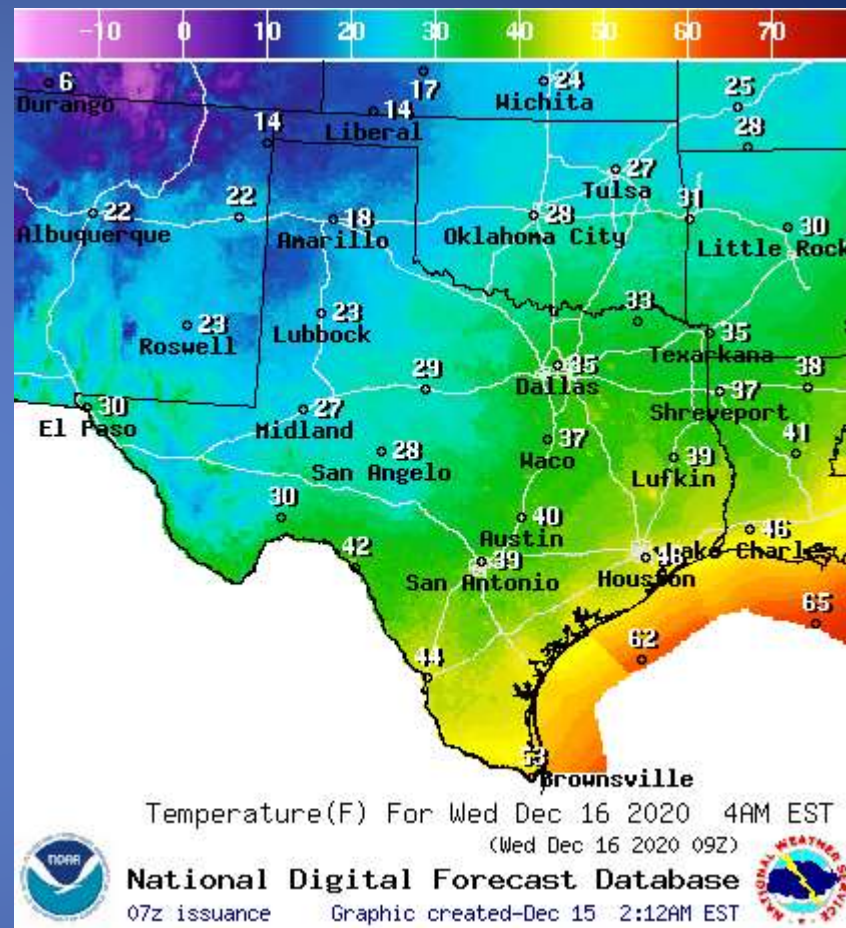 -10 0 10 20 30 40 50 60 70
6
Durango
17
24
Wichita
25
14
Liberal
14
28
27
Tulsa
22
Albuquerque
22
18
Amarillo
28
Oklahoma City
31
30
Little Rock
23
Roswell
23
Lubbock
33
35
Texarkana
29
35
Dallas
38
37
Shreveport
30
El Paso
27
Midland
28
San Angelo
37
Waco
39
Lufkin
41
30
40
Austin
46
Lake Charles
42
39
San Antonio
48
Houston
65
62
44
53
Brownsville
Temperature(F) For Wed Dec 16 2020 4AM EST
(Wed Dec 16 2020 09Z)
National Digital Forecast Database
07z issuance Graphic created-Dec 15 2:12AM EST
NOAA
NATIONAL WEATHER SERVICE